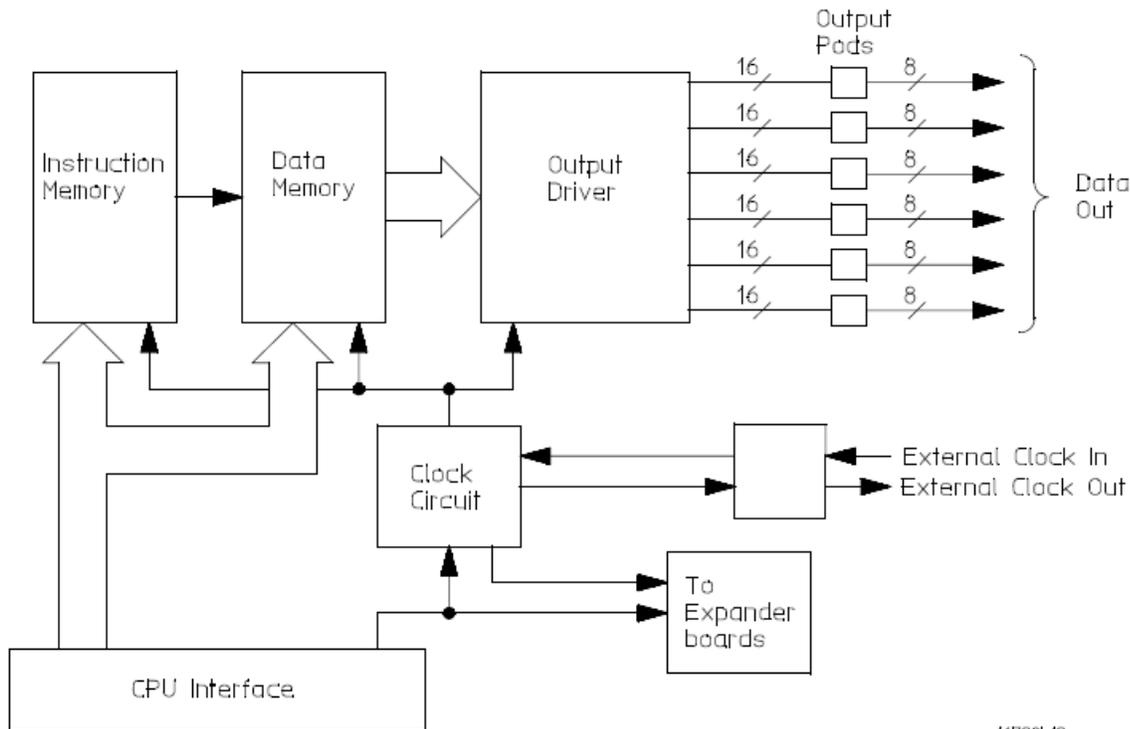 Output
Pods
16 8
16 8
16 8
16 8
16 8
16 8
Instruction
Memory
Data
Memory
Output
Driver
Data
Out
Clock
Circuit
External Clock In
External Clock Out
To
Expander
boards
CPU Interface